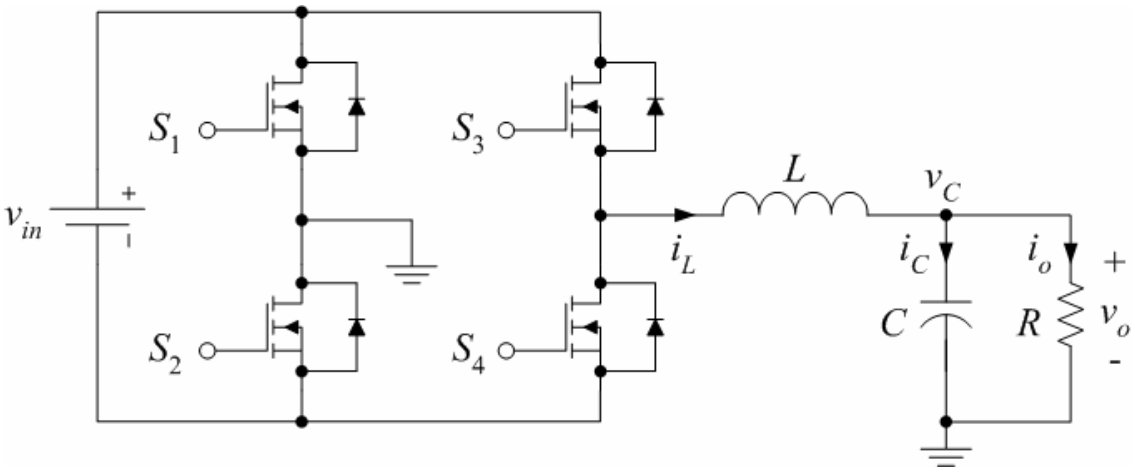 S1
S3
L
vC
+
vin
-
iL
iC
io
+
C
R
vo
-
S2
S4